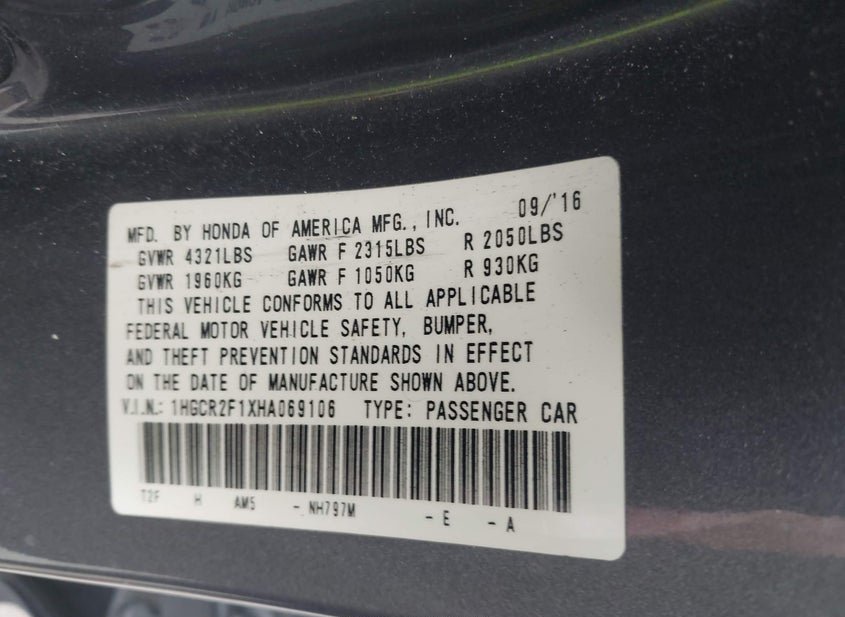 MFD. BY HONDA OF AMERICA MFG., INC. 09/'16
GVWR 4321LBS GAWR F 2315LBS R 2050LBS
GVWR 1960KG GAWR F 1050KG R 930KG
THIS VEHICLE CONFORMS TO ALL APPLICABLE
FEDERAL MOTOR VEHICLE SAFETY, BUMPER,
AND THEFT PREVENTION STANDARDS IN EFFECT
ON THE DATE OF MANUFACTURE SHOWN ABOVE.
V.I.N.: 1HGCR2F1XHA069106 TYPE: PASSENGER CAR
T2F H AM5 - NH797M - E - A